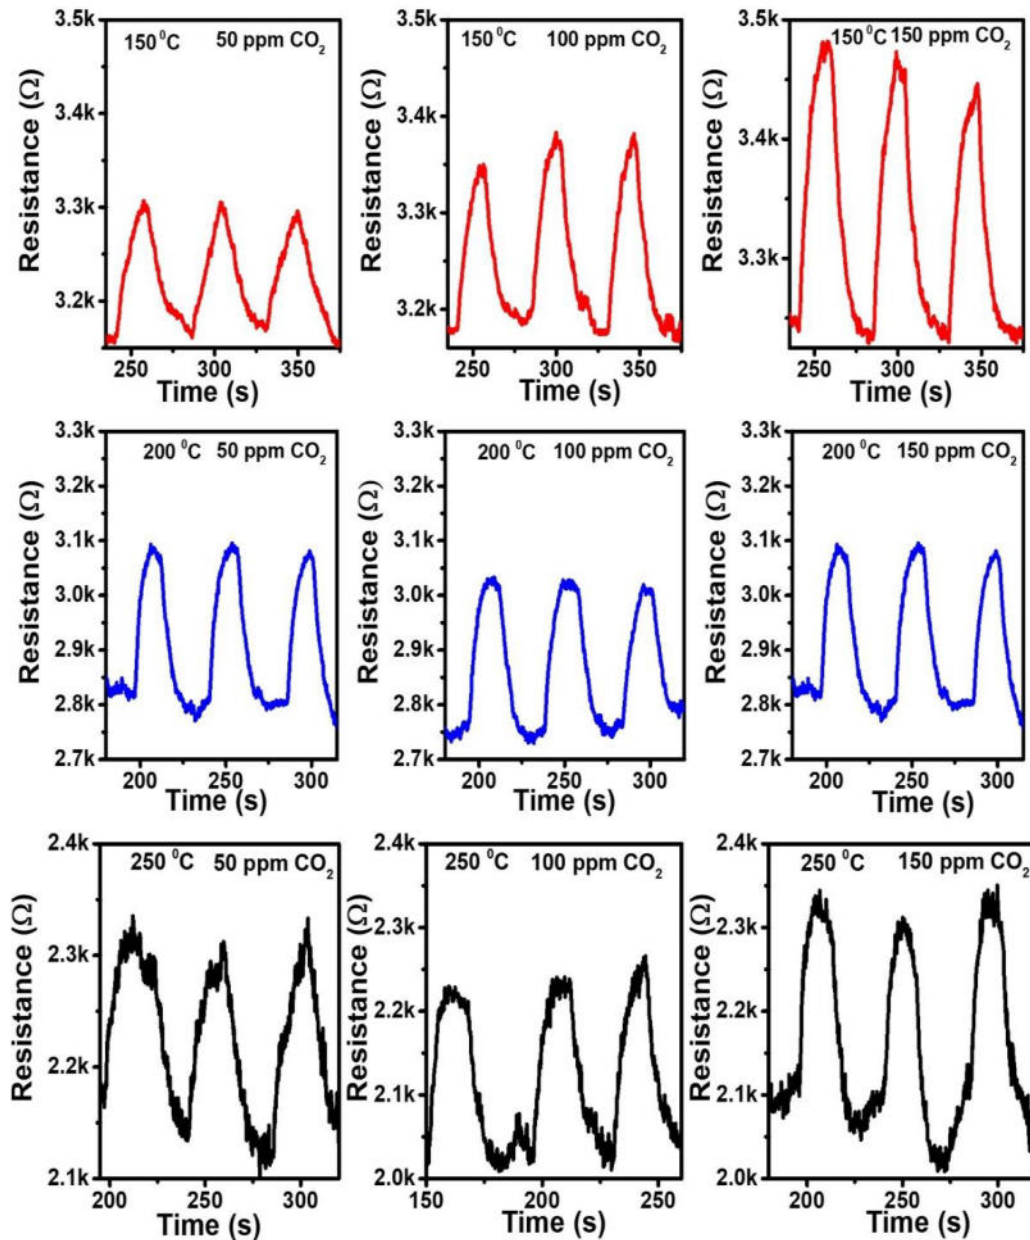 3.5k
3.4k
3.3k
3.2k
150 ⁰C 50 ppm CO₂
Resistance (Ω)
250 300 350
Time (s)
3.5k
3.4k
3.3k
3.2k
150 ⁰C 100 ppm CO₂
Resistance (Ω)
250 300 350
Time (s)
3.5k
3.4k
3.3k
150 ⁰C 150 ppm CO₂
Resistance (Ω)
250 300 350
Time (s)
3.3k
3.2k
3.1k
3.0k
2.9k
2.8k
2.7k
200 ⁰C 50 ppm CO₂
Resistance (Ω)
200 250 300
Time (s)
3.3k
3.2k
3.1k
3.0k
2.9k
2.8k
2.7k
200 ⁰C 100 ppm CO₂
Resistance (Ω)
200 250 300
Time (s)
3.3k
3.2k
3.1k
3.0k
2.9k
2.8k
2.7k
200 ⁰C 150 ppm CO₂
Resistance (Ω)
200 250 300
Time (s)
2.4k
2.3k
2.2k
2.1k
250 ⁰C 50 ppm CO₂
Resistance (Ω)
200 250 300
Time (s)
2.4k
2.3k
2.2k
2.1k
2.0k
250 ⁰C 100 ppm CO₂
Resistance (Ω)
150 200 250
Time (s)
2.4k
2.3k
2.2k
2.1k
2.0k
250 ⁰C 150 ppm CO₂
Resistance (Ω)
200 250 300
Time (s)